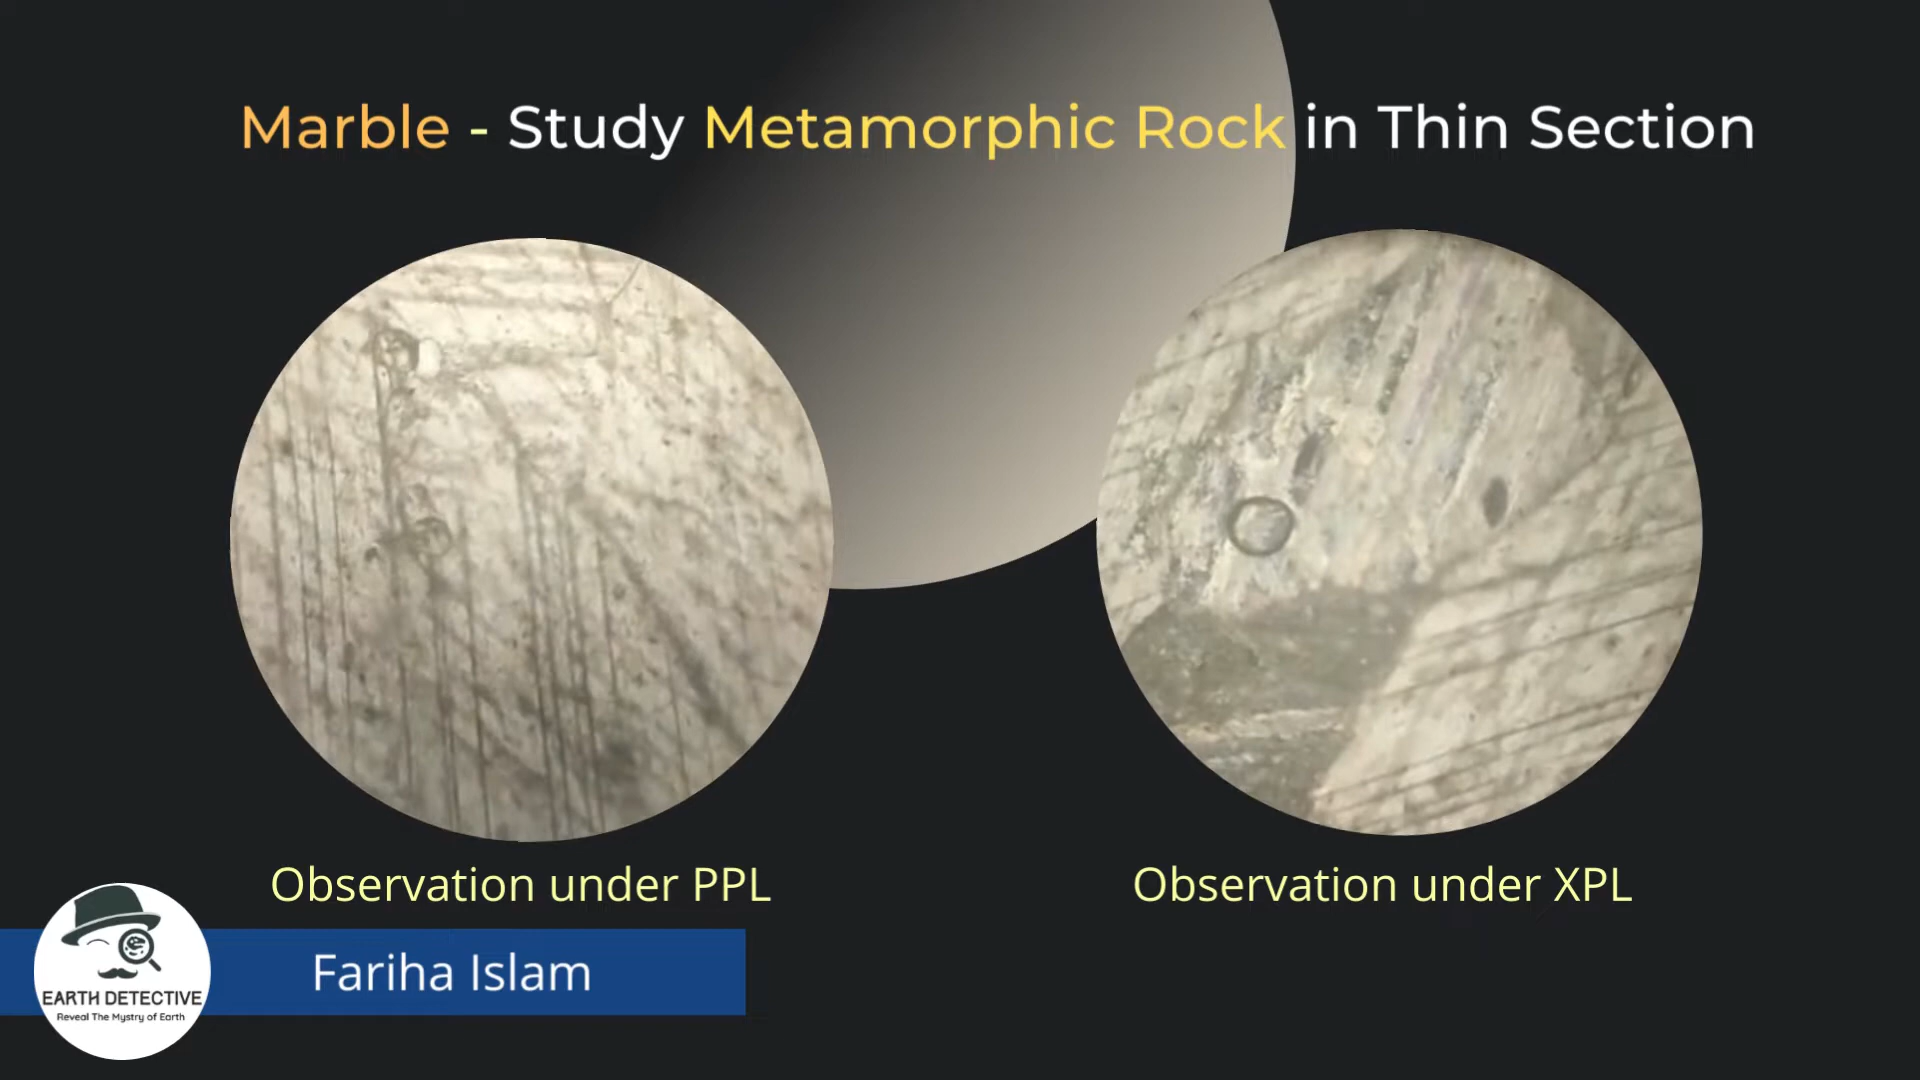 Marble - Study Metamorphic Rock in Thin Section
Observation under PPL
Observation under XPL
Fariha Islam
EARTH DETECTIVE
Reveal The Mystry of Earth